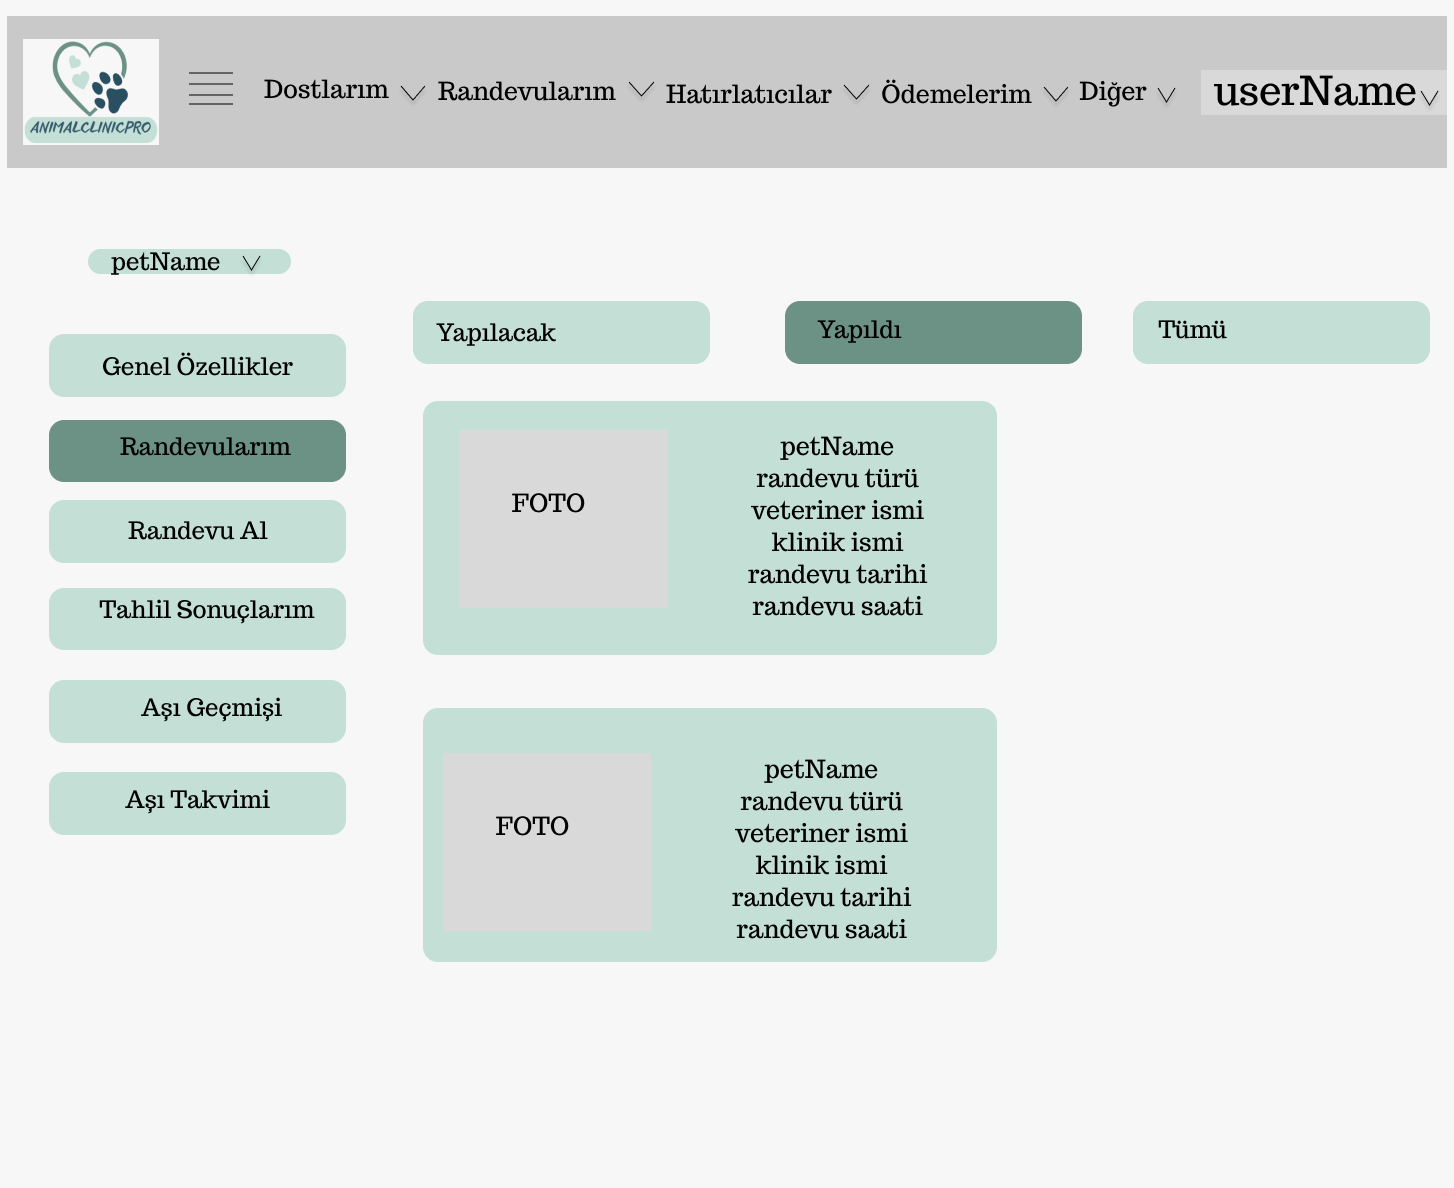 ANIMALCLINICPRO
Dostlarım
Randevularım
Hatırlatıcılar
Ödemelerim
Diğer
userName
petName
Genel Özellikler
Randevularım
Randevu Al
Tahlil Sonuçlarım
Aşı Geçmişi
Aşı Takvimi
Yapılacak
Yapıldı
Tümü
FOTO
petName
randevu türü
veteriner ismi
klinik ismi
randevu tarihi
randevu saati
FOTO
petName
randevu türü
veteriner ismi
klinik ismi
randevu tarihi
randevu saati